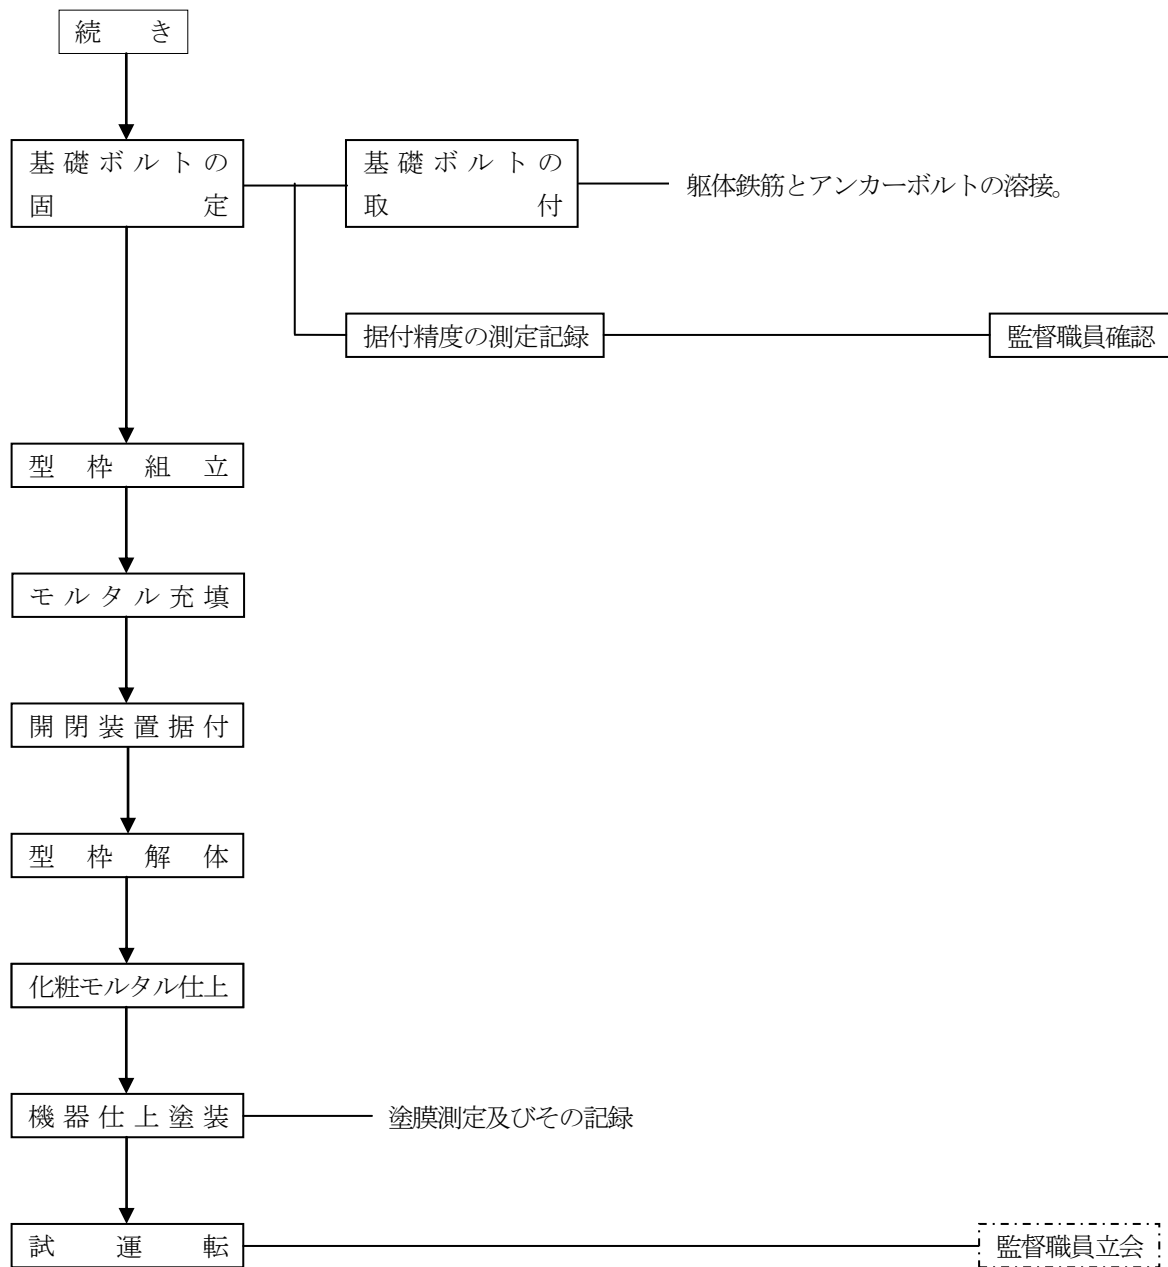 続き
基礎ボルトの
固定
基礎ボルトの
取付
躯体鉄筋とアンカーボルトの溶接。
据付精度の測定記録
監督職員確認
型枠組立
モルタル充填
開閉装置据付
型枠解体
化粧モルタル仕上
機器仕上塗装
塗膜測定及びその記録
試運転
監督職員立会